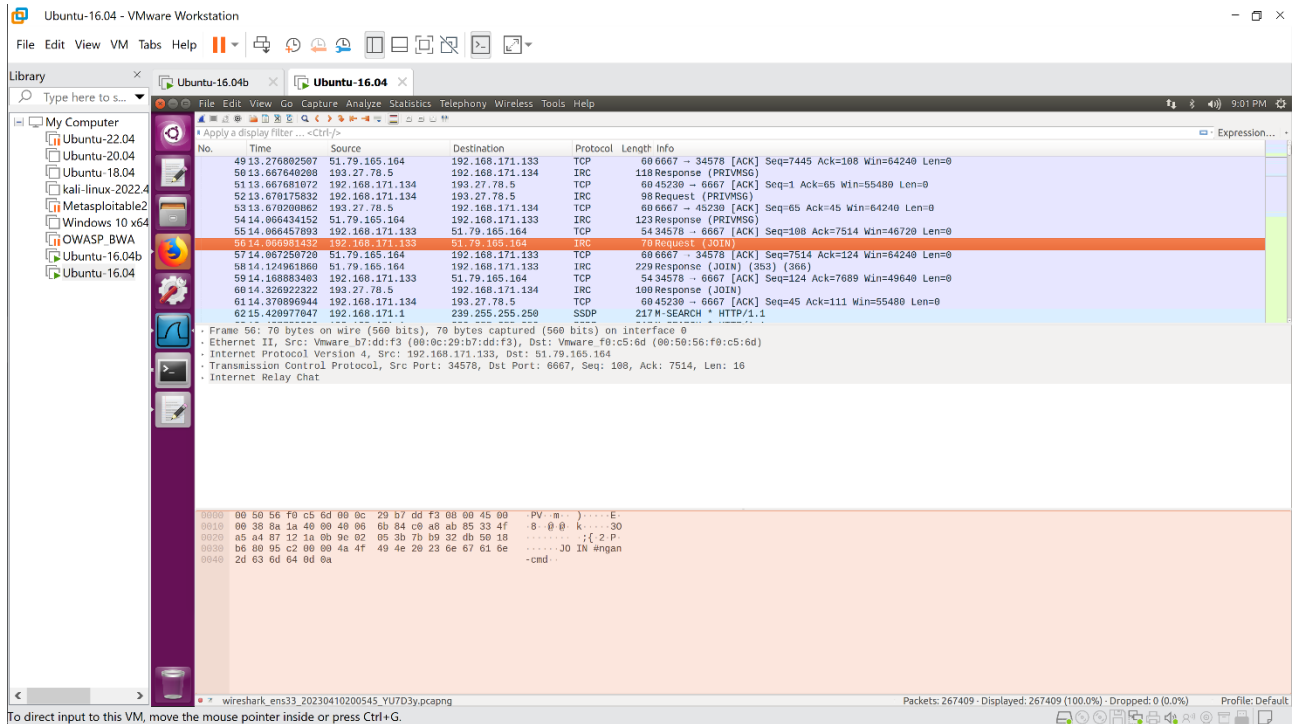 Ubuntu-16.04 - VMware Workstation
File Edit View VM Tabs Help
Library
Type here to s...
My Computer
Ubuntu-22.04
Ubuntu-20.04
Ubuntu-18.04
kali-linux-2022.4
Metasploitable2
Windows 10 x64
OWASP_BWA
Ubuntu-16.04b
Ubuntu-16.04
Ubuntu-16.04b
Ubuntu-16.04
File Edit View Go Capture Analyze Statistics Telephony Wireless Tools Help 9:01 PM
Apply a display filter ... <Ctrl-/> Expression...
No. Time Source Destination Protocol Length Info
49 13.276802507 51.79.165.164 192.168.171.133 TCP 60 6667 → 34578 [ACK] Seq=7445 Ack=108 Win=64240 Len=0
50 13.667640208 193.27.78.5 192.168.171.134 IRC 118 Response (PRIVMSG)
51 13.667681072 192.168.171.134 193.27.78.5 TCP 60 45230 → 6667 [ACK] Seq=1 Ack=65 Win=55480 Len=0
52 13.670175832 192.168.171.134 193.27.78.5 IRC 98 Request (PRIVMSG)
53 13.670200862 193.27.78.5 192.168.171.134 TCP 60 6667 → 45230 [ACK] Seq=65 Ack=45 Win=64240 Len=0
54 14.066434152 51.79.165.164 192.168.171.133 IRC 123 Response (PRIVMSG)
55 14.066457893 192.168.171.133 51.79.165.164 TCP 54 34578 → 6667 [ACK] Seq=108 Ack=7514 Win=46720 Len=0
56 14.066981432 192.168.171.133 51.79.165.164 IRC 70 Request (JOIN)
57 14.067250720 51.79.165.164 192.168.171.133 TCP 60 6667 → 34578 [ACK] Seq=7514 Ack=124 Win=64240 Len=0
58 14.124961860 51.79.165.164 192.168.171.133 IRC 229 Response (JOIN) (353) (366)
59 14.168883403 192.168.171.133 51.79.165.164 TCP 54 34578 → 6667 [ACK] Seq=124 Ack=7689 Win=49640 Len=0
60 14.326922322 193.27.78.5 192.168.171.134 IRC 100 Response (JOIN)
61 14.370896944 192.168.171.134 193.27.78.5 TCP 60 45230 → 6667 [ACK] Seq=45 Ack=111 Win=55480 Len=0
62 15.420977047 192.168.171.1 239.255.255.250 SSDP 217 M-SEARCH * HTTP/1.1
Frame 56: 70 bytes on wire (560 bits), 70 bytes captured (560 bits) on interface 0
Ethernet II, Src: Vmware_b7:dd:f3 (00:0c:29:b7:dd:f3), Dst: Vmware_f0:c5:6d (00:50:56:f0:c5:6d)
Internet Protocol Version 4, Src: 192.168.171.133, Dst: 51.79.165.164
Transmission Control Protocol, Src Port: 34578, Dst Port: 6667, Seq: 108, Ack: 7514, Len: 16
Internet Relay Chat
0000 00 50 56 f0 c5 6d 00 0c 29 b7 dd f3 08 00 45 00 ·PV··m·· )·····E·
0010 00 38 8a 1a 40 00 40 06 6b 84 c0 a8 ab 85 33 4f ·8··@·@· k·····3O
0020 a5 a4 87 12 1a 0b 9c 02 05 3b 7b b9 32 db 50 18 ········ ·;{·2·P·
0030 b6 80 95 c2 00 00 4a 4f 49 4e 20 23 6e 67 61 6e ······JO IN #ngan
0040 2d 63 6d 64 0d 0a -cmd··
wireshark_ens33_20230410200545_YU7D3y.pcapng Packets: 267409 · Displayed: 267409 (100.0%) · Dropped: 0 (0.0%) Profile: Default
To direct input to this VM, move the mouse pointer inside or press Ctrl+G.